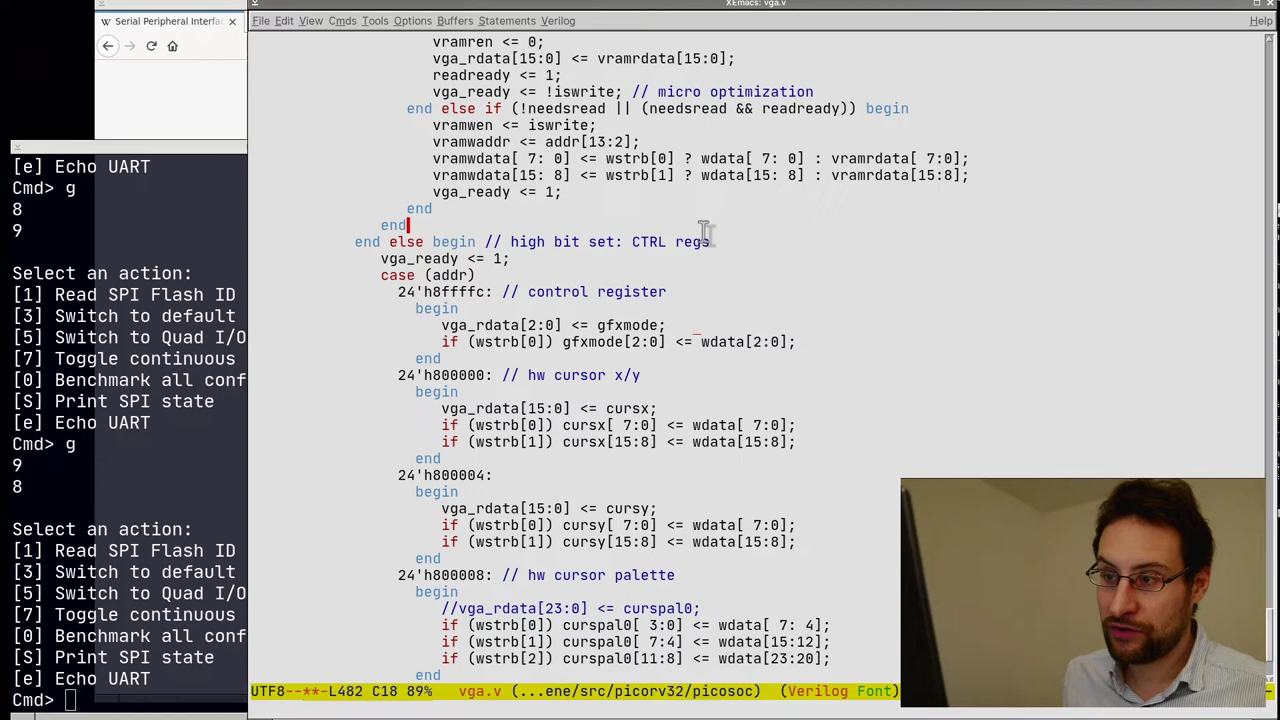 Serial Peripheral Interfa
XEmacs: vga.v
File Edit View Cmds Tools Options Buffers Statements Verilog Help
vramren <= 0;
vga_rdata[15:0] <= vramrdata[15:0];
readready <= 1;
vga_ready <= !iswrite; // micro optimization
end else if (!needsread || (needsread && readready)) begin
vramwen <= iswrite;
vramwaddr <= addr[13:2];
vramwdata[ 7: 0] <= wstrb[0] ? wdata[ 7: 0] : vramrdata[ 7:0];
vramwdata[15: 8] <= wstrb[1] ? wdata[15: 8] : vramrdata[15:8];
vga_ready <= 1;
end
end
end else begin // high bit set: CTRL regs
vga_ready <= 1;
case (addr)
24'h8ffffc: // control register
begin
vga_rdata[2:0] <= gfxmode;
if (wstrb[0]) gfxmode[2:0] <= wdata[2:0];
end
24'h800000: // hw cursor x/y
begin
vga_rdata[15:0] <= cursx;
if (wstrb[0]) cursx[ 7:0] <= wdata[ 7:0];
if (wstrb[1]) cursx[15:8] <= wdata[15:8];
end
24'h800004:
begin
vga_rdata[15:0] <= cursy;
if (wstrb[0]) cursy[ 7:0] <= wdata[ 7:0];
if (wstrb[1]) cursy[15:8] <= wdata[15:8];
end
24'h800008: // hw cursor palette
begin
//vga_rdata[23:0] <= curspal0;
if (wstrb[0]) curspal0[ 3:0] <= wdata[ 7: 4];
if (wstrb[1]) curspal0[ 7:4] <= wdata[15:12];
if (wstrb[2]) curspal0[11:8] <= wdata[23:20];
end
UTF8--**-L482 C18 89% vga.v (...ene/src/picorv32/picosoc) (Verilog Font)
[e] Echo UART
Cmd> g
8
9
Select an action:
[1] Read SPI Flash ID
[3] Switch to default
[5] Switch to Quad I/O
[7] Toggle continuous
[0] Benchmark all conf
[S] Print SPI state
[e] Echo UART
Cmd> g
9
8
Select an action:
[1] Read SPI Flash ID
[3] Switch to default
[5] Switch to Quad I/O
[7] Toggle continuous
[0] Benchmark all conf
[S] Print SPI state
[e] Echo UART
Cmd>